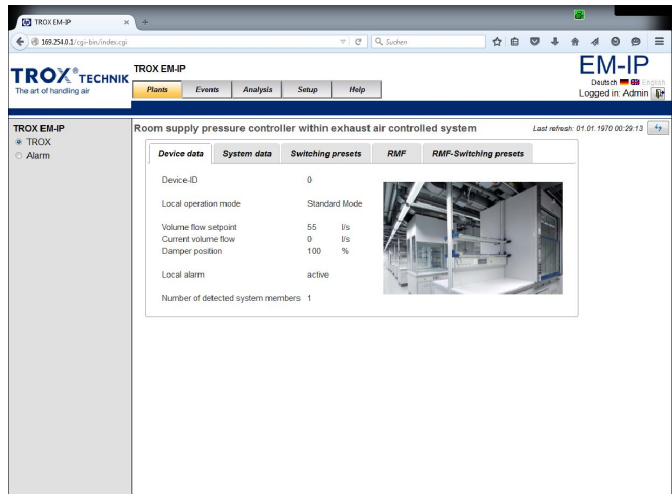 TROX EM-IP
169.254.0.1/cgi-bin/index.cgi
Suchen
TROX® TECHNIK
The art of handling air
TROX EM-IP
Plants Events Analysis Setup Help
EM-IP
Deutsch English
Logged in: Admin
TROX EM-IP
TROX
Alarm
Room supply pressure controller within exhaust air controlled system
Last refresh: 01.01.1970 00:29:13
Device data System data Switching presets RMF RMF-Switching presets
Device-ID 0
Local operation mode Standard Mode
Volume flow setpoint 55 l/s
Current volume flow 0 l/s
Damper position 100 %
Local alarm active
Number of detected system members 1